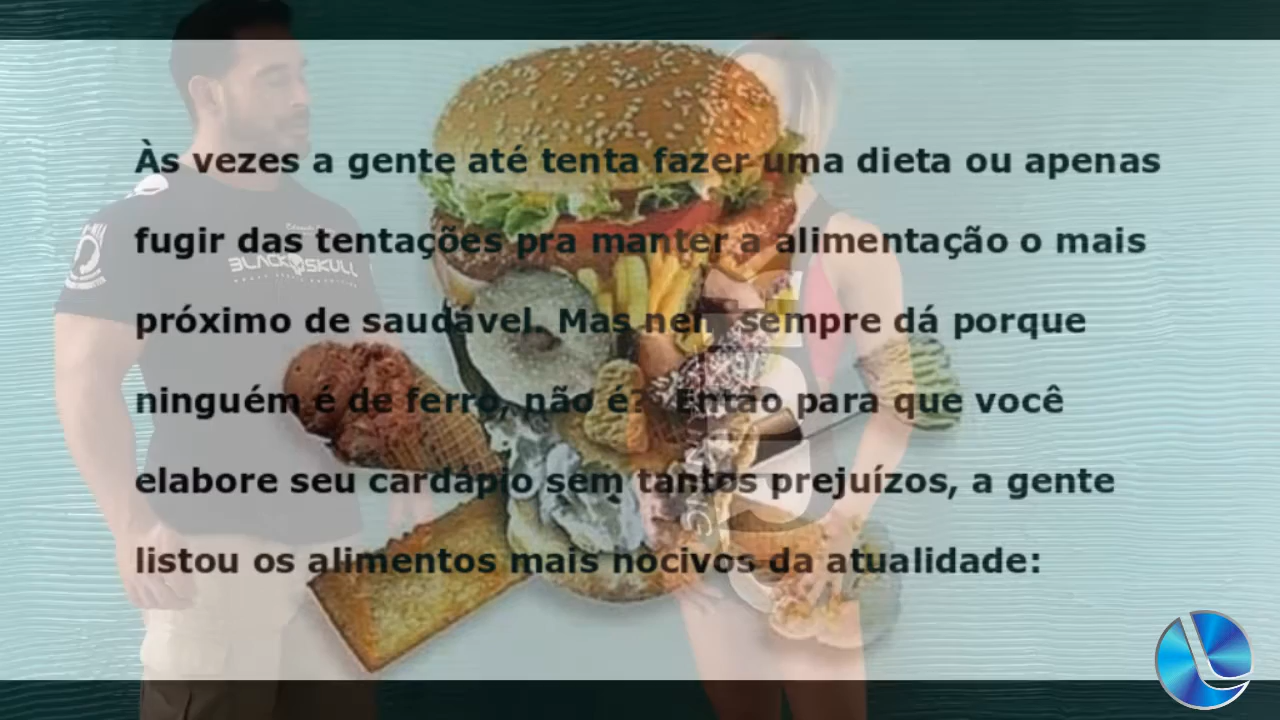 Às vezes a gente até tenta fazer uma dieta ou apenas
fugir das tentações pra manter a alimentação o mais
próximo de saudável. Mas nem sempre dá porque
ninguém é de ferro, não é? Então para que você
elabore seu cardápio sem tantos prejuízos, a gente
listou os alimentos mais nocivos da atualidade:
BLACK SKULL